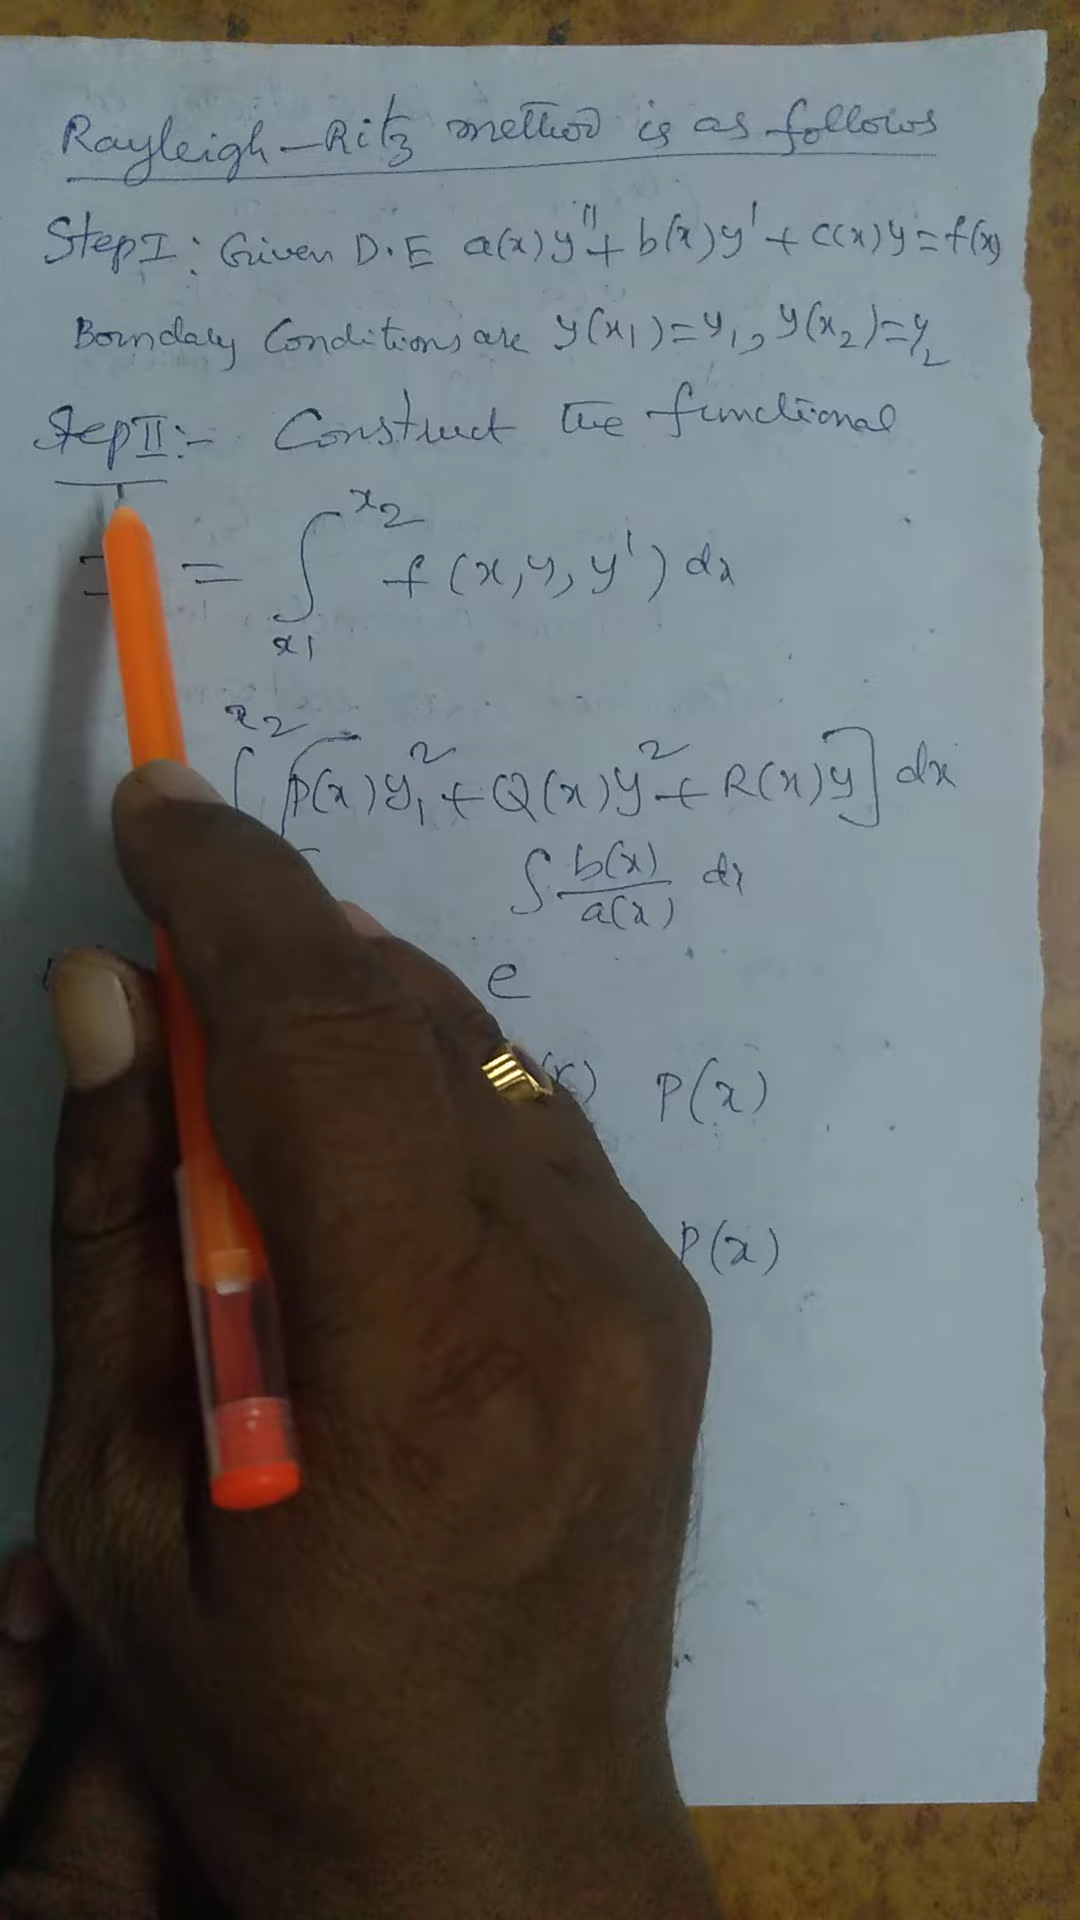 Rayleigh-Ritz method is as follows
Step I: Given D.E a(x)y"+ b(x)y' + c(x)y=f(x)
Boundary Conditions are y(x1)=y1, y(x2)=y2
Step II:- Construct the functional
= ∫ x1 x2 f(x,y,y') dx
x2 ∫ [P(x)y1² + Q(x)y² + R(x)y] dx
∫ b(x)/a(x) dx
e
(x) P(x)
P(x)